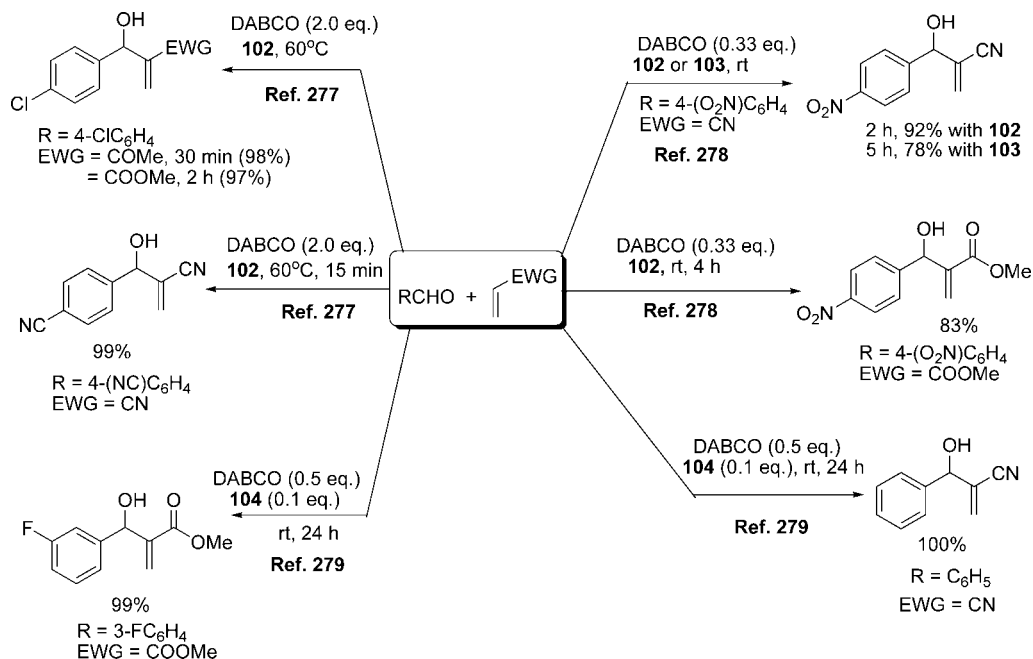 OH
EWG
Cl
R = 4-ClC6H4
EWG = COMe, 30 min (98%)
= COOMe, 2 h (97%)
DABCO (2.0 eq.)
102, 60°C
Ref. 277
DABCO (0.33 eq.)
102 or 103, rt
R = 4-(O2N)C6H4
EWG = CN
Ref. 278
OH
CN
O2N
2 h, 92% with 102
5 h, 78% with 103
OH
CN
NC
99%
R = 4-(NC)C6H4
EWG = CN
DABCO (2.0 eq.)
102, 60°C, 15 min
Ref. 277
RCHO + EWG
DABCO (0.33 eq.)
102, rt, 4 h
Ref. 278
OH O
OMe
O2N
83%
R = 4-(O2N)C6H4
EWG = COOMe
OH O
F
OMe
99%
R = 3-FC6H4
EWG = COOMe
DABCO (0.5 eq.)
104 (0.1 eq.)
rt, 24 h
Ref. 279
DABCO (0.5 eq.)
104 (0.1 eq.), rt, 24 h
Ref. 279
OH
CN
100%
R = C6H5
EWG = CN